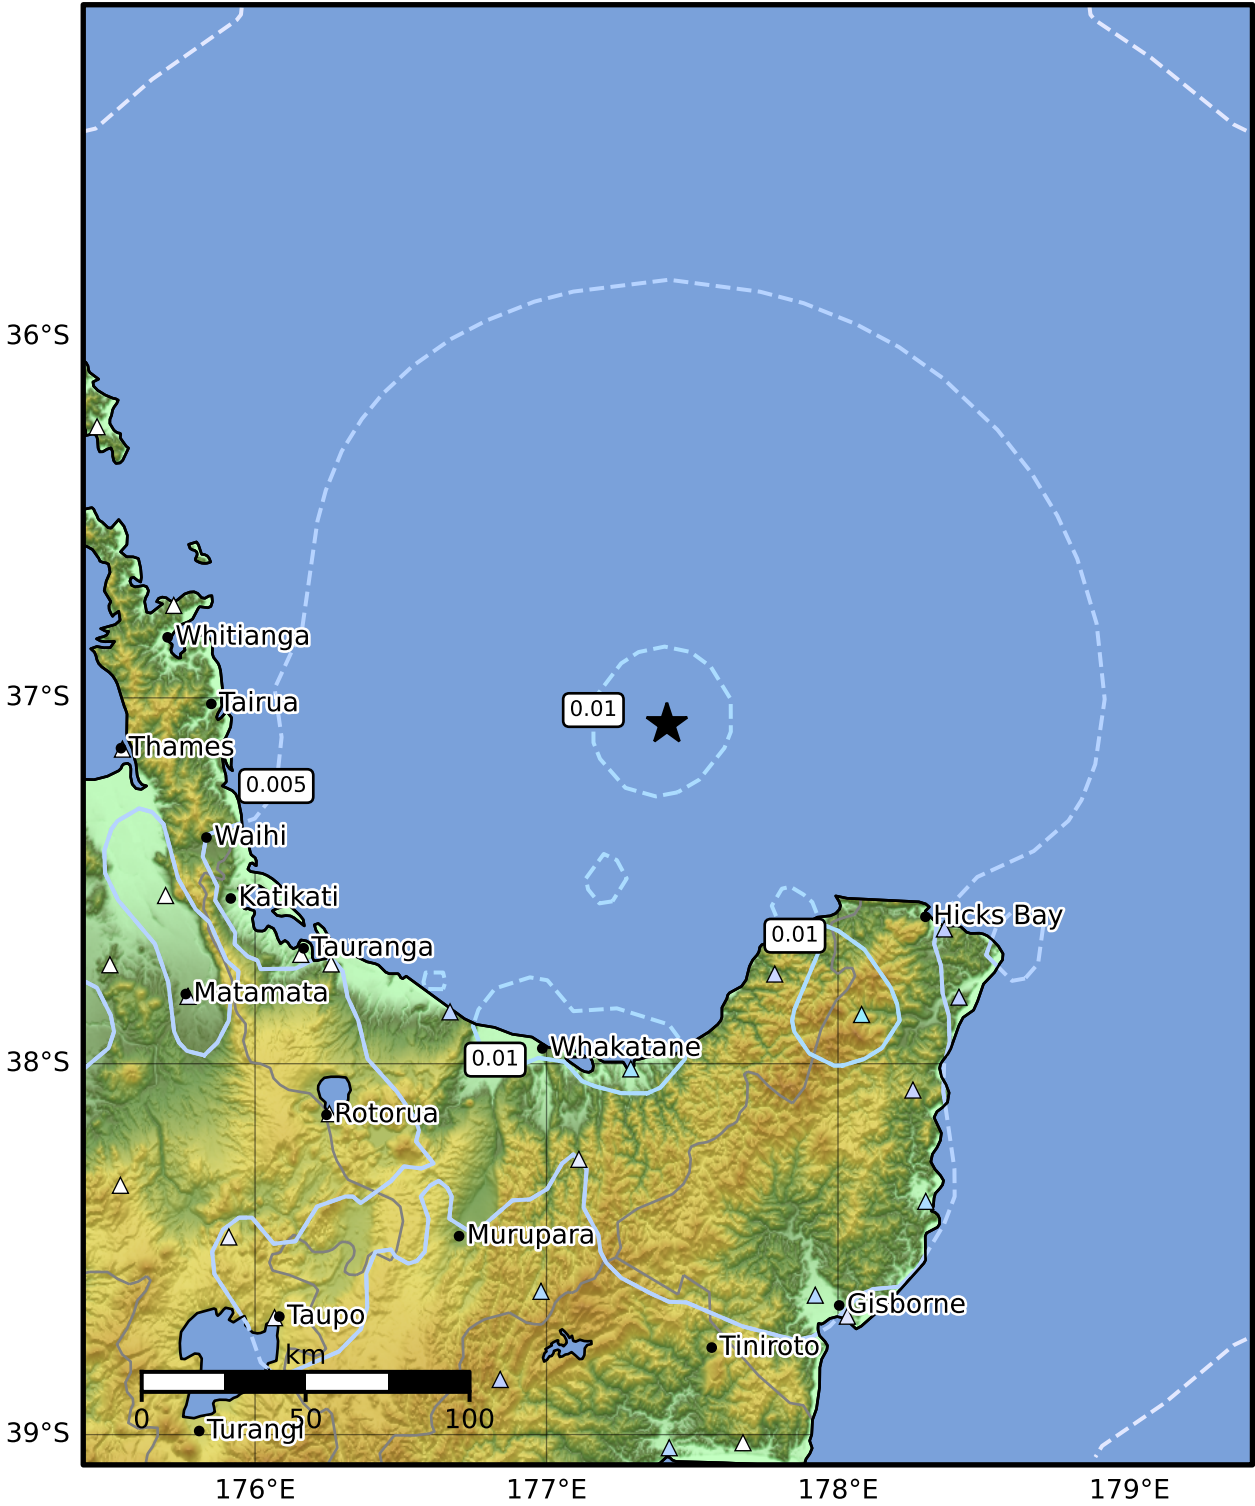 36°S
Whitianga
37°S
Tairua
0.01
Thames
0.005
Waihi
Katikati
Hicks Bay
0.01
Tauranga
Matamata
Whakatane
0.01
38°S
Rotorua
Murupara
Gisborne
Taupo
Tiniroto
km
0 50 100
Turangi
39°S
176°E 177°E 178°E 179°E